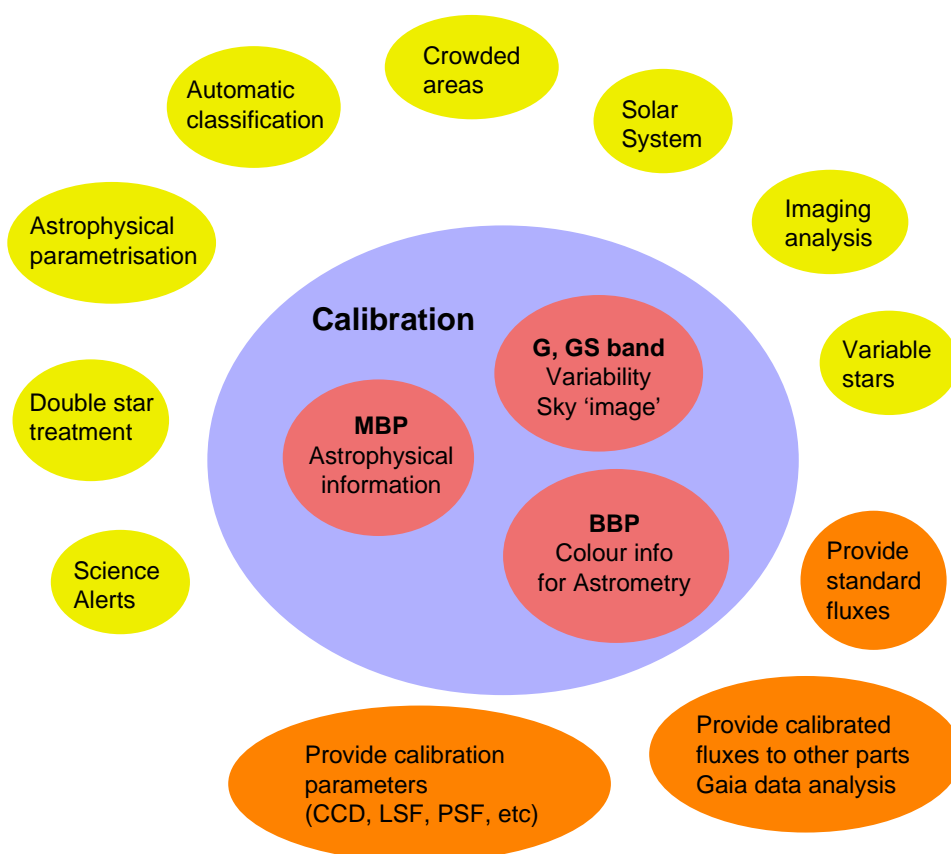 Crowded
areas
Automatic
classification
Solar
System
Astrophysical
parametrisation
Imaging
analysis
Calibration
G, GS band
Variability
Sky ‘image’
Variable
stars
Double star
treatment
MBP
Astrophysical
information
BBP
Colour info
for Astrometry
Provide
standard
fluxes
Science
Alerts
Provide calibration
parameters
(CCD, LSF, PSF, etc)
Provide calibrated
fluxes to other parts
Gaia data analysis